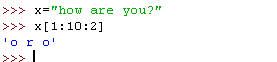 >>> x="how are you?"
>>> x[1:10:2]
'o r o'
>>>